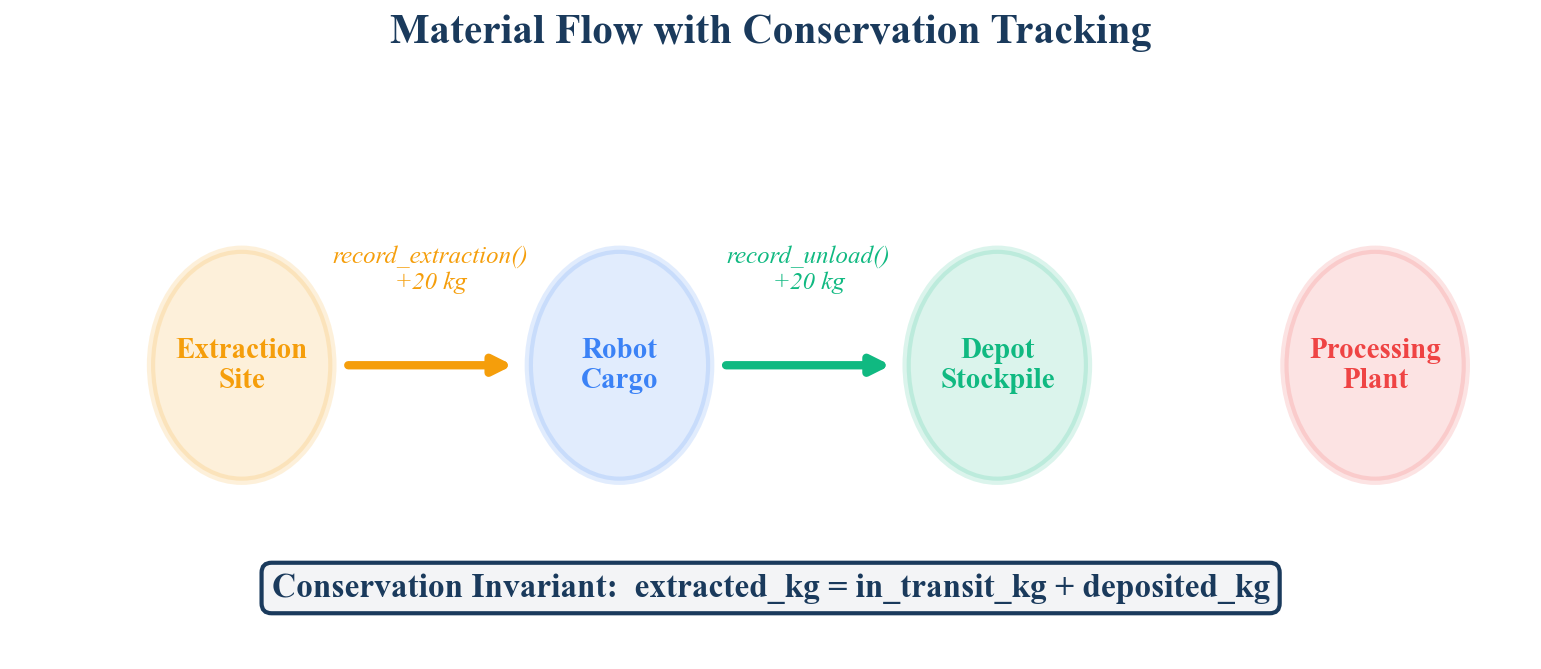 Material Flow with Conservation Tracking
record_extraction()
+20 kg
record_unload()
+20 kg
Extraction
Site
Robot
Cargo
Depot
Stockpile
Processing
Plant
Conservation Invariant:  extracted_kg = in_transit_kg + deposited_kg